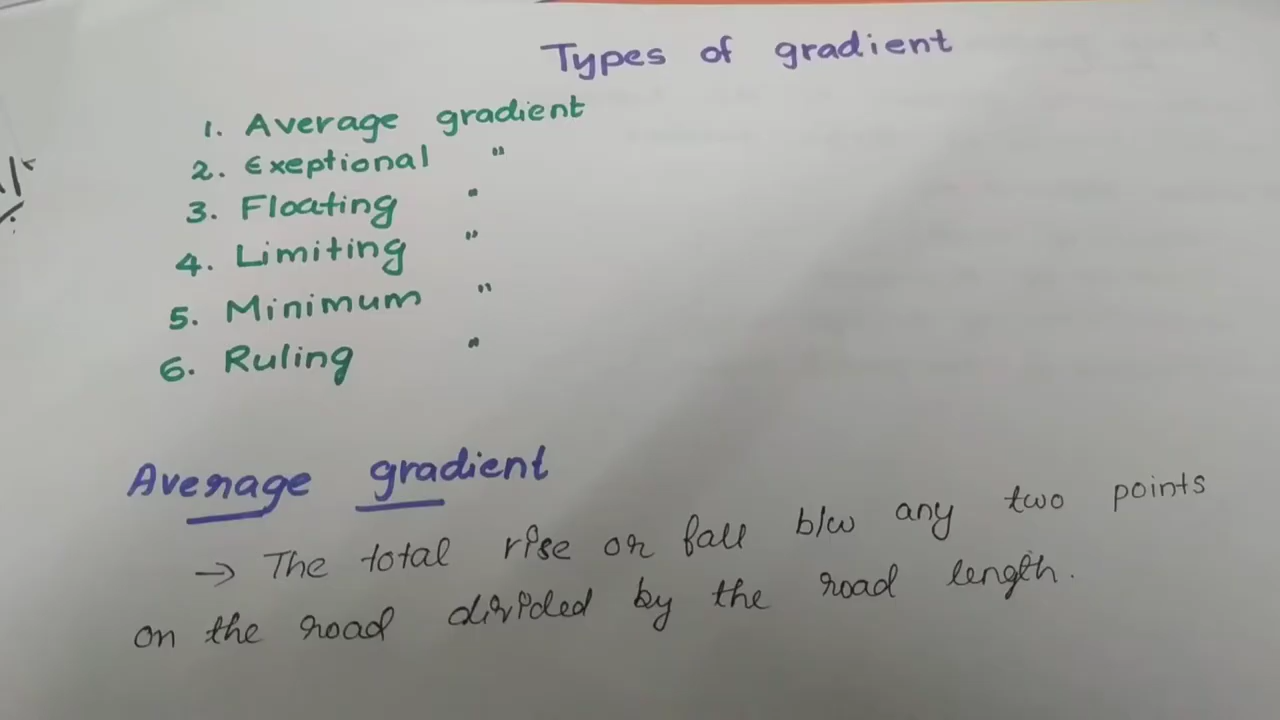 Types of gradient
1. Average gradient
2. Exeptional "
3. Floating "
4. Limiting "
5. Minimum "
6. Ruling "
Average gradient
→ The total rise or fall b/w any two points
on the road divided by the road length.